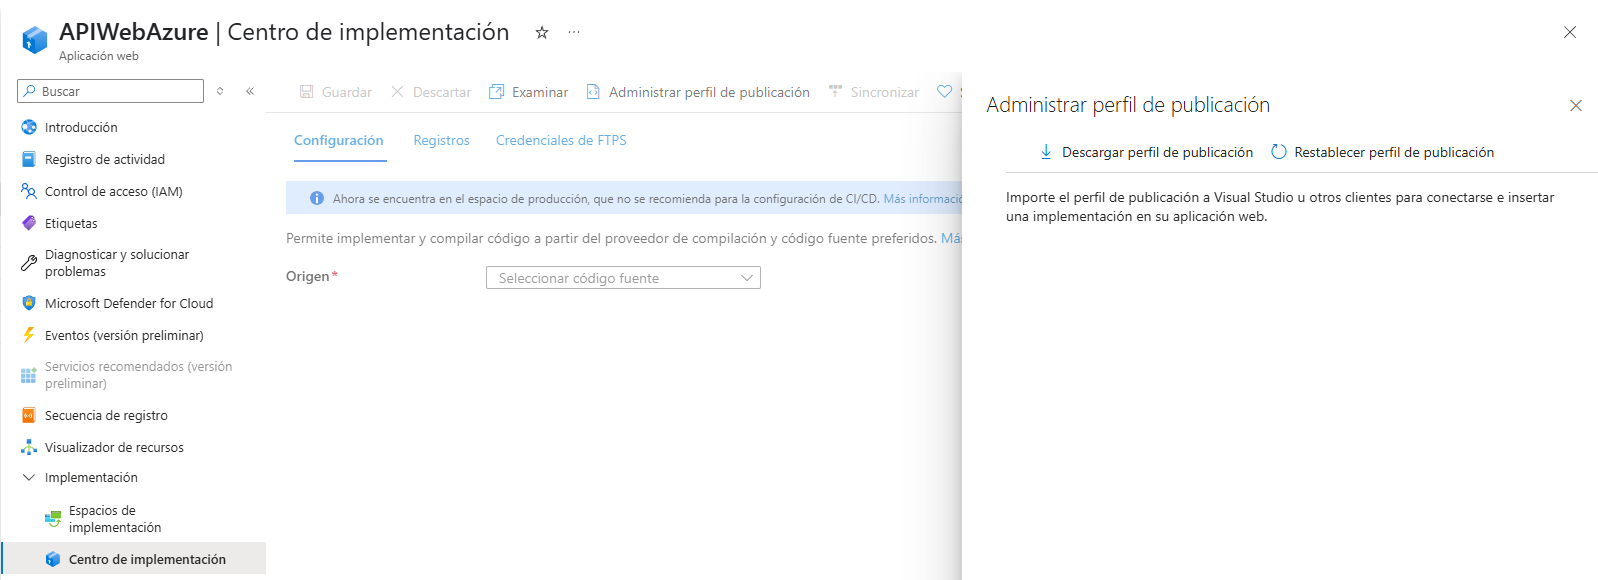 APIWebAzure | Centro de implementación
Aplicación web
Buscar
Introducción
Registro de actividad
Control de acceso (IAM)
Etiquetas
Diagnosticar y solucionar
problemas
Microsoft Defender for Cloud
Eventos (versión preliminar)
Servicios recomendados (versión
preliminar)
Secuencia de registro
Visualizador de recursos
Implementación
Espacios de
implementación
Centro de implementación
Guardar Descartar Examinar Administrar perfil de publicación Sincronizar
Configuración Registros Credenciales de FTPS
Ahora se encuentra en el espacio de producción, que no se recomienda para la configuración de CI/CD. Más informació
Permite implementar y compilar código a partir del proveedor de compilación y código fuente preferidos. Más
Origen* Seleccionar código fuente
Administrar perfil de publicación
Descargar perfil de publicación Restablecer perfil de publicación
Importe el perfil de publicación a Visual Studio u otros clientes para conectarse e insertar
una implementación en su aplicación web.